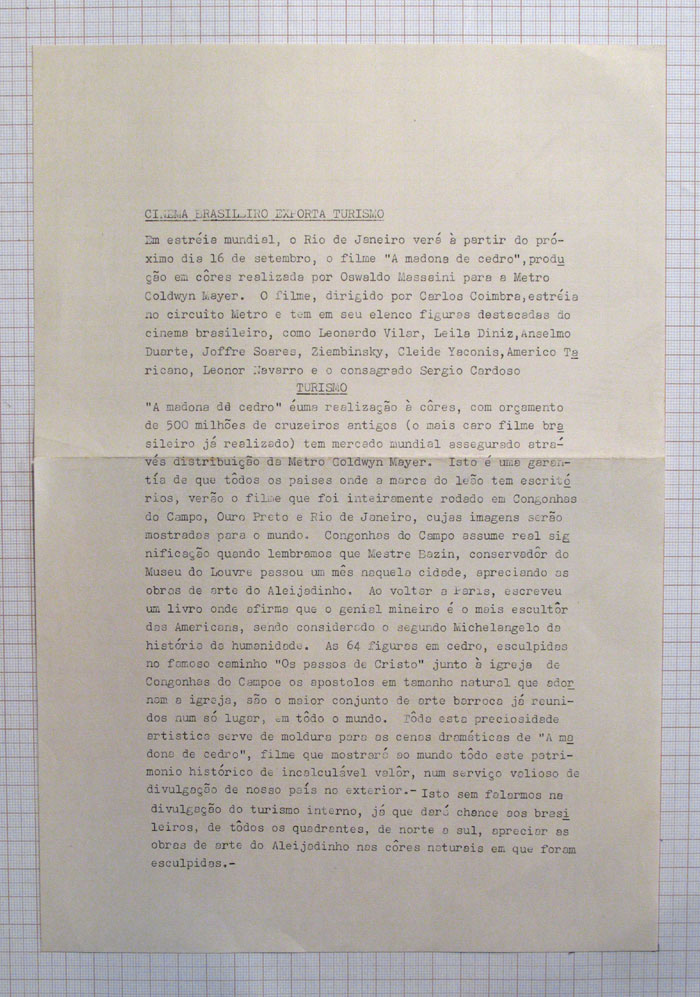 CINEMA BRASILEIRO EXPORTA TURISMO
Em estréia mundial, o Rio de Janeiro verá à partir do pró-
ximo dia 16 de setembro, o filme "A madona de cedro",produ
ção em côres realizada por Oswaldo Massaini para a Metro
Goldwyn Mayer. O filme, dirigido por Carlos Coimbra,estréia
no circuito Metro e tem em seu elenco figuras destacadas do
cinema brasileiro, como Leonardo Vilar, Leila Diniz,Anselmo
Duarte, Joffre Soares, Ziembinsky, Cleide Yaconis,Americo Ta
ricano, Leonor Navarro e o consagrado Sergio Cardoso
TURISMO
"A madona de cedro" éuma realização à côres, com orçamento
de 500 milhões de cruzeiros antigos (o mais caro filme bra
sileiro já realizado) tem mercado mundial assegurado atra-
vés distribuição da Metro Goldwyn Mayer. Isto é uma garan-
tía de que tôdos os paises onde a marca do leão tem escritó
rios, verão o filme que foi inteiramente rodado em Congonhas
do Campo, Ouro Preto e Rio de Janeiro, cujas imagens serão
mostradas para o mundo. Congonhas do Campo assume real sig
nificação quando lembramos que Mestre Bazin, conservadôr do
Museu do Louvre passou um mês naquela cidade, apreciando as
obras de arte do Aleijadinho. Ao voltar a Paris, escreveu
um livro onde afirma que o genial mineiro é o mais escultôr
das Americans, sendo considerado o segundo Michelangelo da
história da humanidade. As 64 figuras em cedro, esculpidas
no famoso caminho "Os passos de Cristo" junto à igreja de
Congonhas do Campoe os apostolos em tamanho natural que ador
nam a igreja, são o maior conjunto de arte barroca já reuni-
dos num só lugar, em tôdo o mundo. Tôda esta preciosidade
artistica serve de moldura para as cenas dramáticas de "A ma
dona de cedro", filme que mostrará ao mundo tôdo este patri-
monio histórico de incalculável valôr, num serviço valioso de
divulgação de nosso país no exterior.- Isto sem falarmos na
divulgação do turismo interno, já que dará chance aos brasi
leiros, de tôdos os quadrantes, de norte a sul, apreciar as
obras de arte do Aleijadinho nas côres naturais em que foram
esculpidas.-